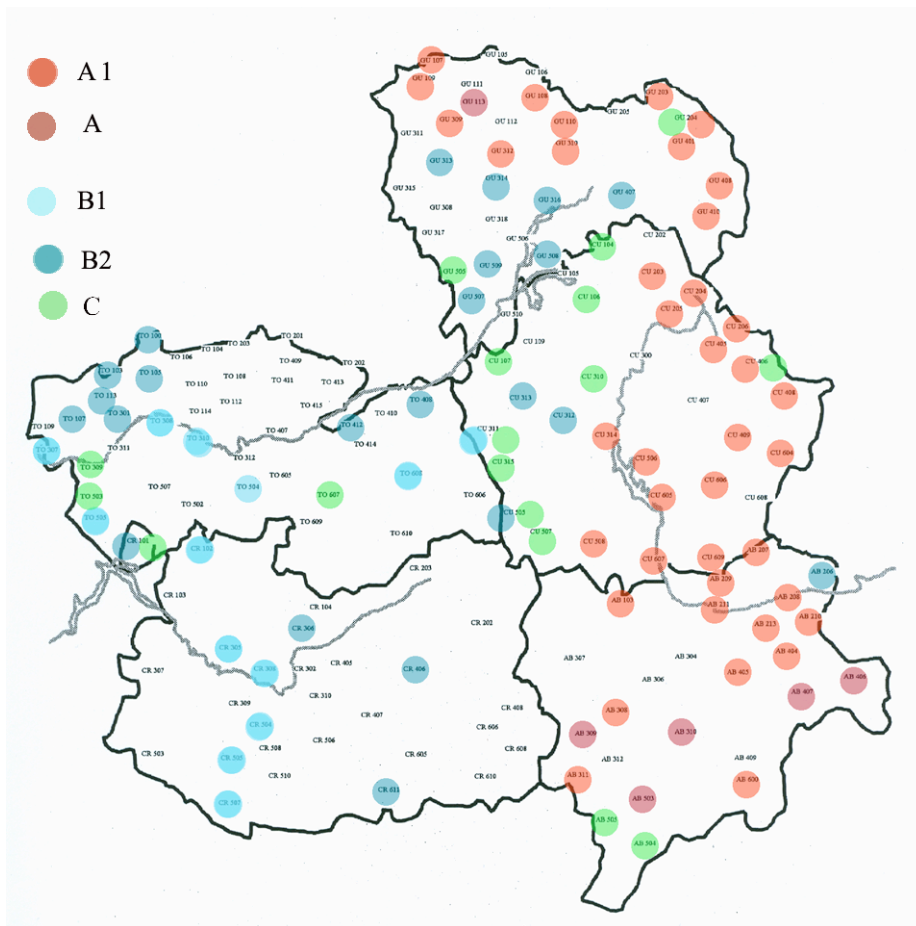 A 1
A
B1
B2
C
GU 107
GU 105
GU 109
GU 111
GU 106
GU 113
GU 108
GU 203
GU 205
GU 204
GU 309
GU 112
GU 110
GU 311
GU 401
GU 312
GU 310
GU 313
GU 314
GU 315
GU 316
GU 407
GU 408
GU 308
GU 318
GU 410
GU 317
GU 506
CU 104
CU 202
GU 505
GU 509
GU 508
CU 105
CU 203
GU 507
CU 106
CU 204
GU 510
CU 205
CU 206
CU 109
CU 405
CU 107
CU 300
CU 406
CU 310
CU 313
CU 407
CU 408
CU 312
CU 311
CU 314
CU 409
CU 315
CU 506
CU 604
CU 605
CU 606
CU 608
CU 515
CU 507
CU 508
CU 607
CU 609
TO 100
TO 106
TO 104
TO 203
TO 201
TO 103
TO 105
TO 110
TO 108
TO 409
TO 202
TO 411
TO 413
TO 113
TO 112
TO 415
TO 408
TO 107
TO 301
TO 114
TO 410
TO 109
TO 308
TO 407
TO 412
TO 307
TO 311
TO 310
TO 312
TO 414
TO 309
TO 605
TO 608
TO 507
TO 504
TO 607
TO 606
TO 503
TO 502
TO 505
TO 609
TO 610
CR 101
CR 102
CR 203
CR 103
CR 104
CR 306
CR 202
CR 305
CR 307
CR 308
CR 302
CR 405
CR 406
CR 309
CR 310
CR 407
CR 408
CR 504
CR 506
CR 606
CR 503
CR 508
CR 605
CR 608
CR 505
CR 510
CR 610
CR 507
CR 611
AB 207
AB 206
AB 209
AB 103
AB 208
AB 211
AB 210
AB 213
AB 307
AB 304
AB 404
AB 306
AB 405
AB 406
AB 407
AB 308
AB 309
AB 310
AB 312
AB 409
AB 311
AB 600
AB 503
AB 505
AB 504